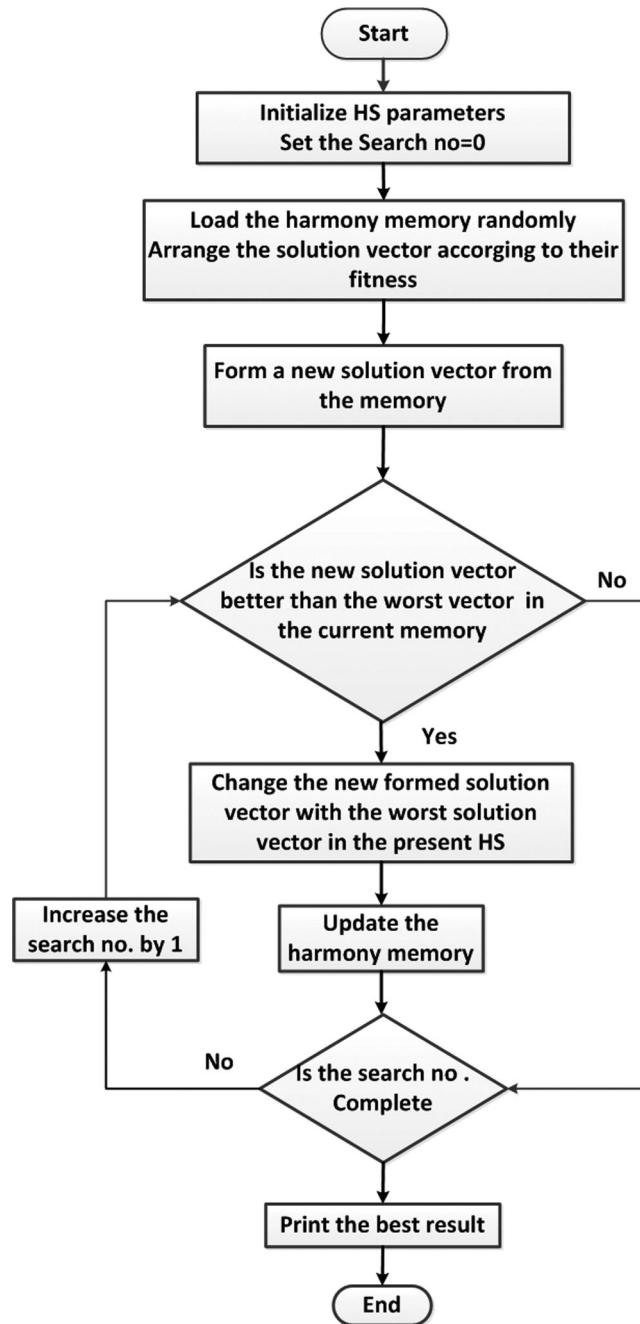 Start
Initialize HS parameters
Set the Search no=0
Load the harmony memory randomly
Arrange the solution vector accorging to their
fitness
Form a new solution vector from
the memory
Is the new solution vector
better than the worst vector in
the current memory
No
Yes
Change the new formed solution
vector with the worst solution
vector in the present HS
Increase the
search no. by 1
Update the
harmony memory
No
Is the search no .
Complete
Print the best result
End